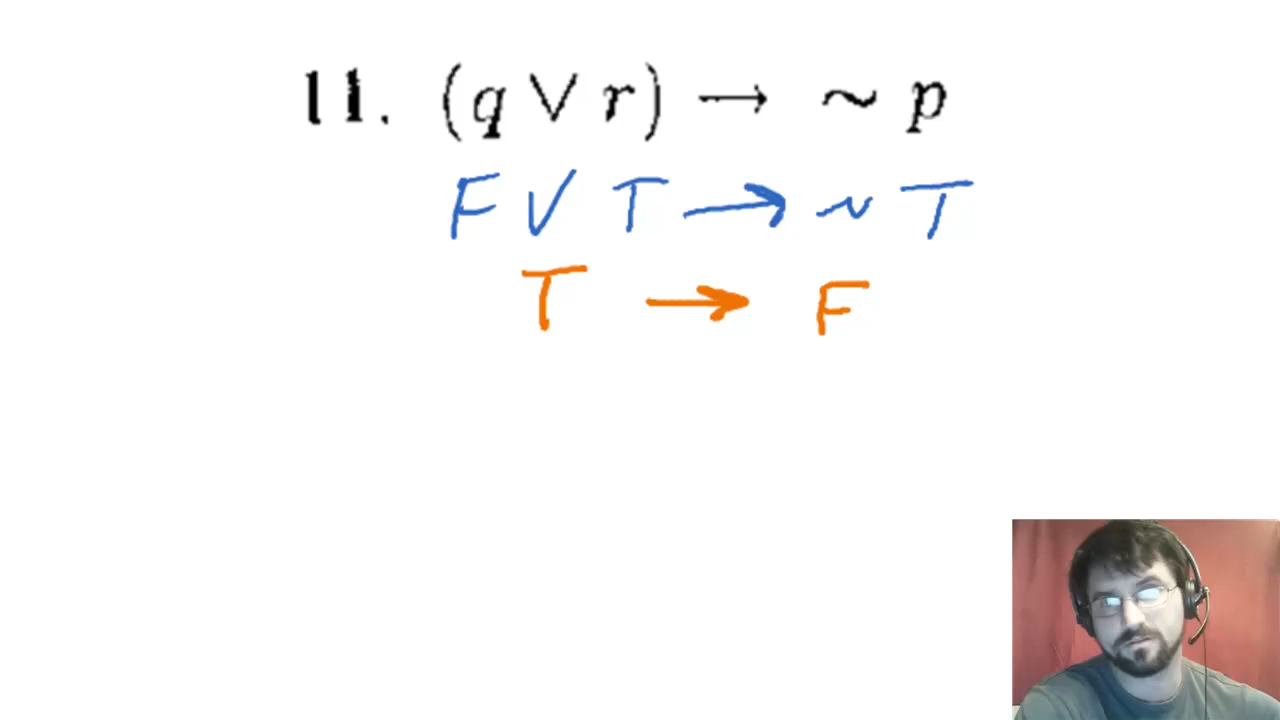 11. (q ∨ r) → ~ p
F ∨ T → ~ T
T → F